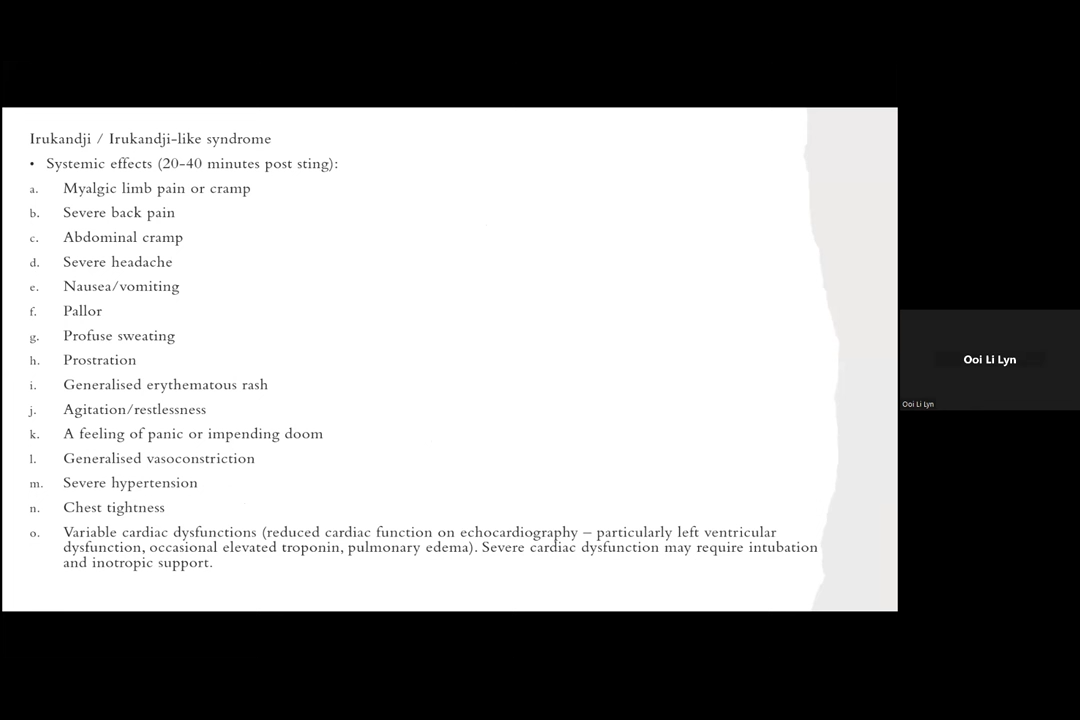 Irukandji / Irukandji-like syndrome
• Systemic effects (20-40 minutes post sting):
a. Myalgic limb pain or cramp
b. Severe back pain
c. Abdominal cramp
d. Severe headache
e. Nausea/vomiting
f. Pallor
g. Profuse sweating
h. Prostration
i. Generalised erythematous rash
j. Agitation/restlessness
k. A feeling of panic or impending doom
l. Generalised vasoconstriction
m. Severe hypertension
n. Chest tightness
o. Variable cardiac dysfunctions (reduced cardiac function on echocardiography – particularly left ventricular
dysfunction, occasional elevated troponin, pulmonary edema). Severe cardiac dysfunction may require intubation
and inotropic support.
Ooi Li Lyn
Ooi Li Lyn